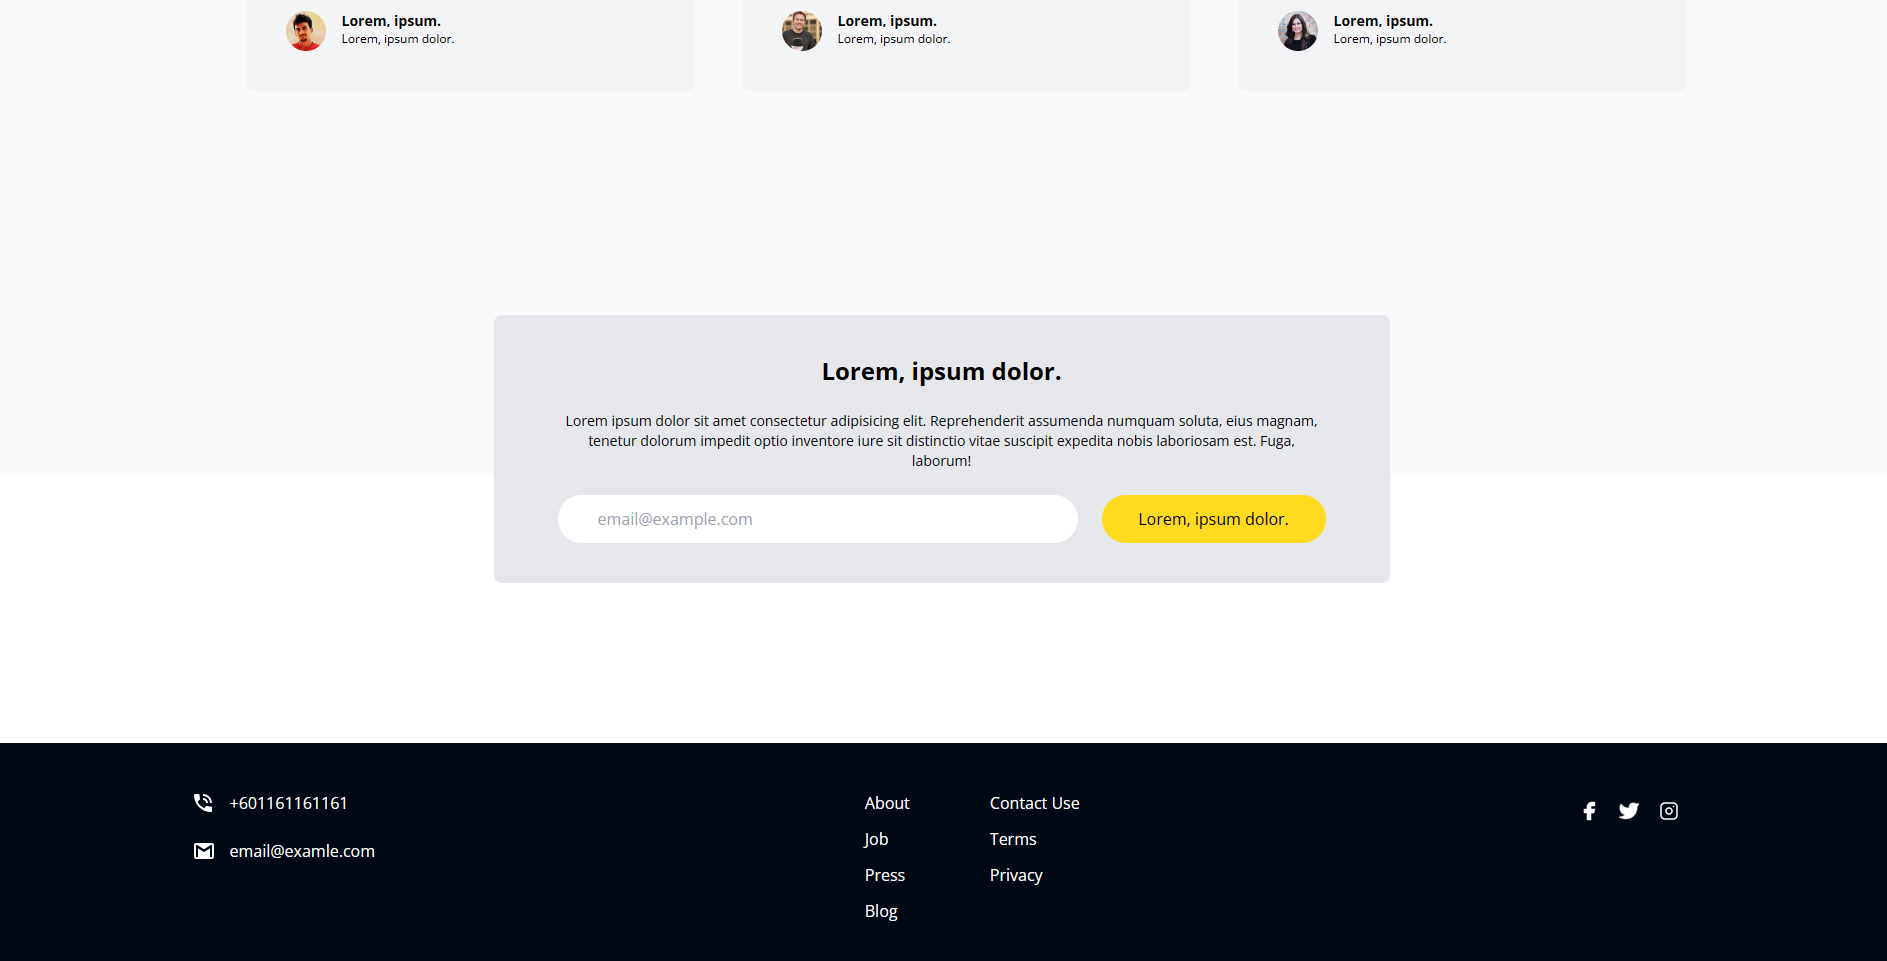 Lorem, ipsum.
Lorem, ipsum dolor.
Lorem, ipsum.
Lorem, ipsum dolor.
Lorem, ipsum.
Lorem, ipsum dolor.
Lorem, ipsum dolor.
Lorem ipsum dolor sit amet consectetur adipisicing elit. Reprehenderit assumenda numquam soluta, eius magnam,
tenetur dolorum impedit optio inventore iure sit distinctio vitae suscipit expedita nobis laboriosam est. Fuga,
laborum!
email@example.com
Lorem, ipsum dolor.
+601161161161
email@examle.com
About
Job
Press
Blog
Contact Use
Terms
Privacy